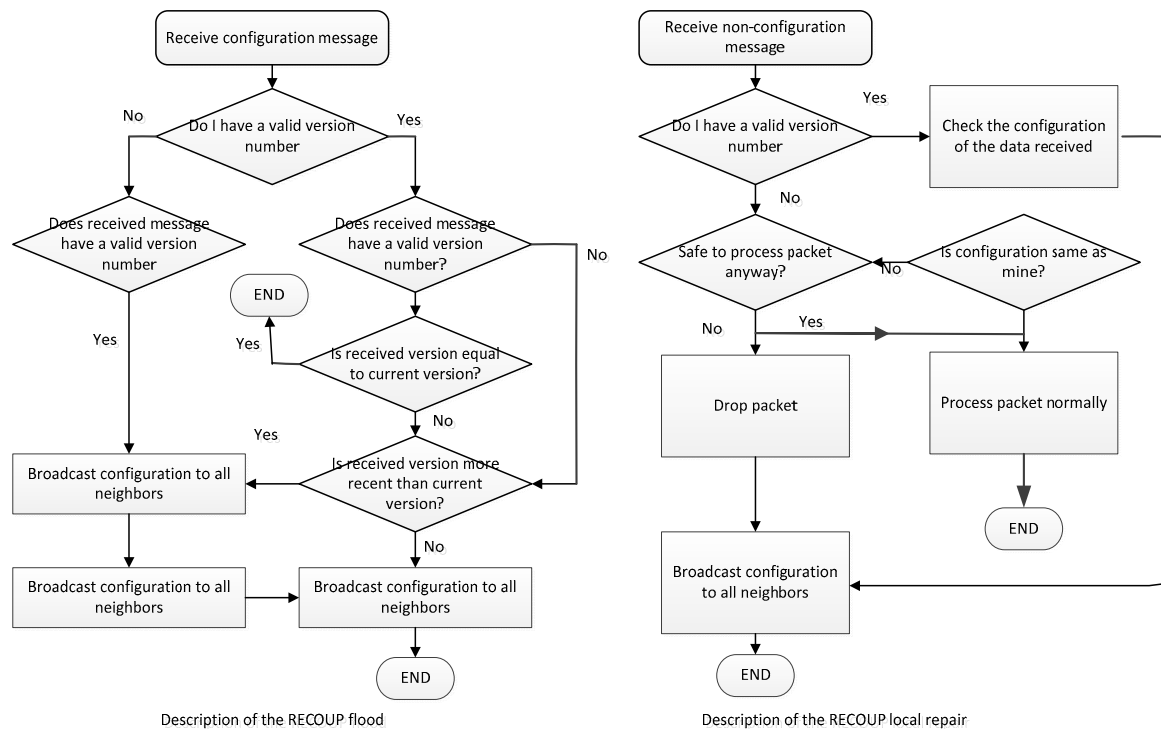 Receive configuration message
Do I have a valid version
number
No
Yes
Does received message
have a valid version
number
Does received message
have a valid version
number?
No
END
Yes
Yes
Is received version equal
to current version?
No
Yes
Is received version more
recent than current
version?
Broadcast configuration to all
neighbors
No
Broadcast configuration to all
neighbors
Broadcast configuration to all
neighbors
END
Description of the RECOUP flood
Receive non-configuration
message
Yes
Do I have a valid version
number
Check the configuration
of the data received
No
Safe to process packet
anyway?
No
Is configuration same as
mine?
No
Yes
Drop packet
Process packet normally
END
Broadcast configuration
to all neighbors
END
Description of the RECOUP local repair